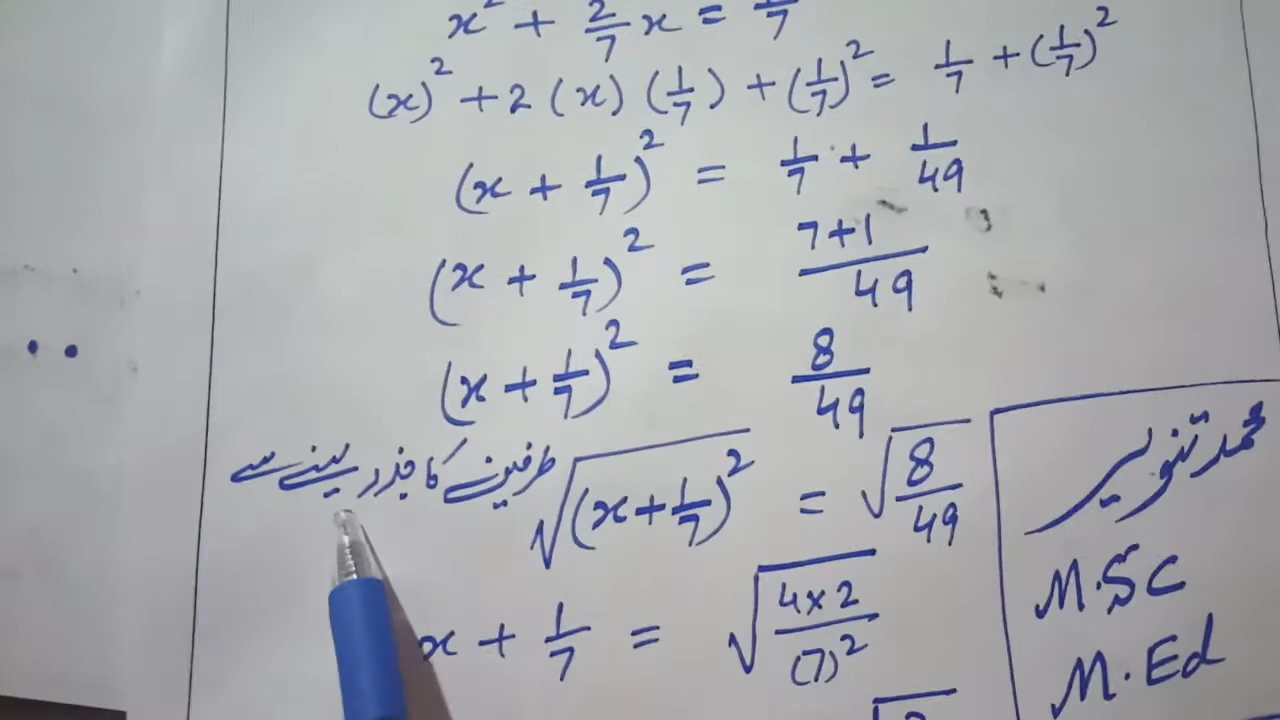 x² + 2/7 x = 1/7
(x)² + 2 (x) (1/7) + (1/7)² = 1/7 + (1/7)²
(x + 1/7)² = 1/7 + 1/49
(x + 1/7)² = 7+1/49
(x + 1/7)² = 8/49
طرفین کا جذر لینے سے √(x + 1/7)² = √8/49
x + 1/7 = √4×2/(7)²
محمد تنویر
M.SC
M.Ed